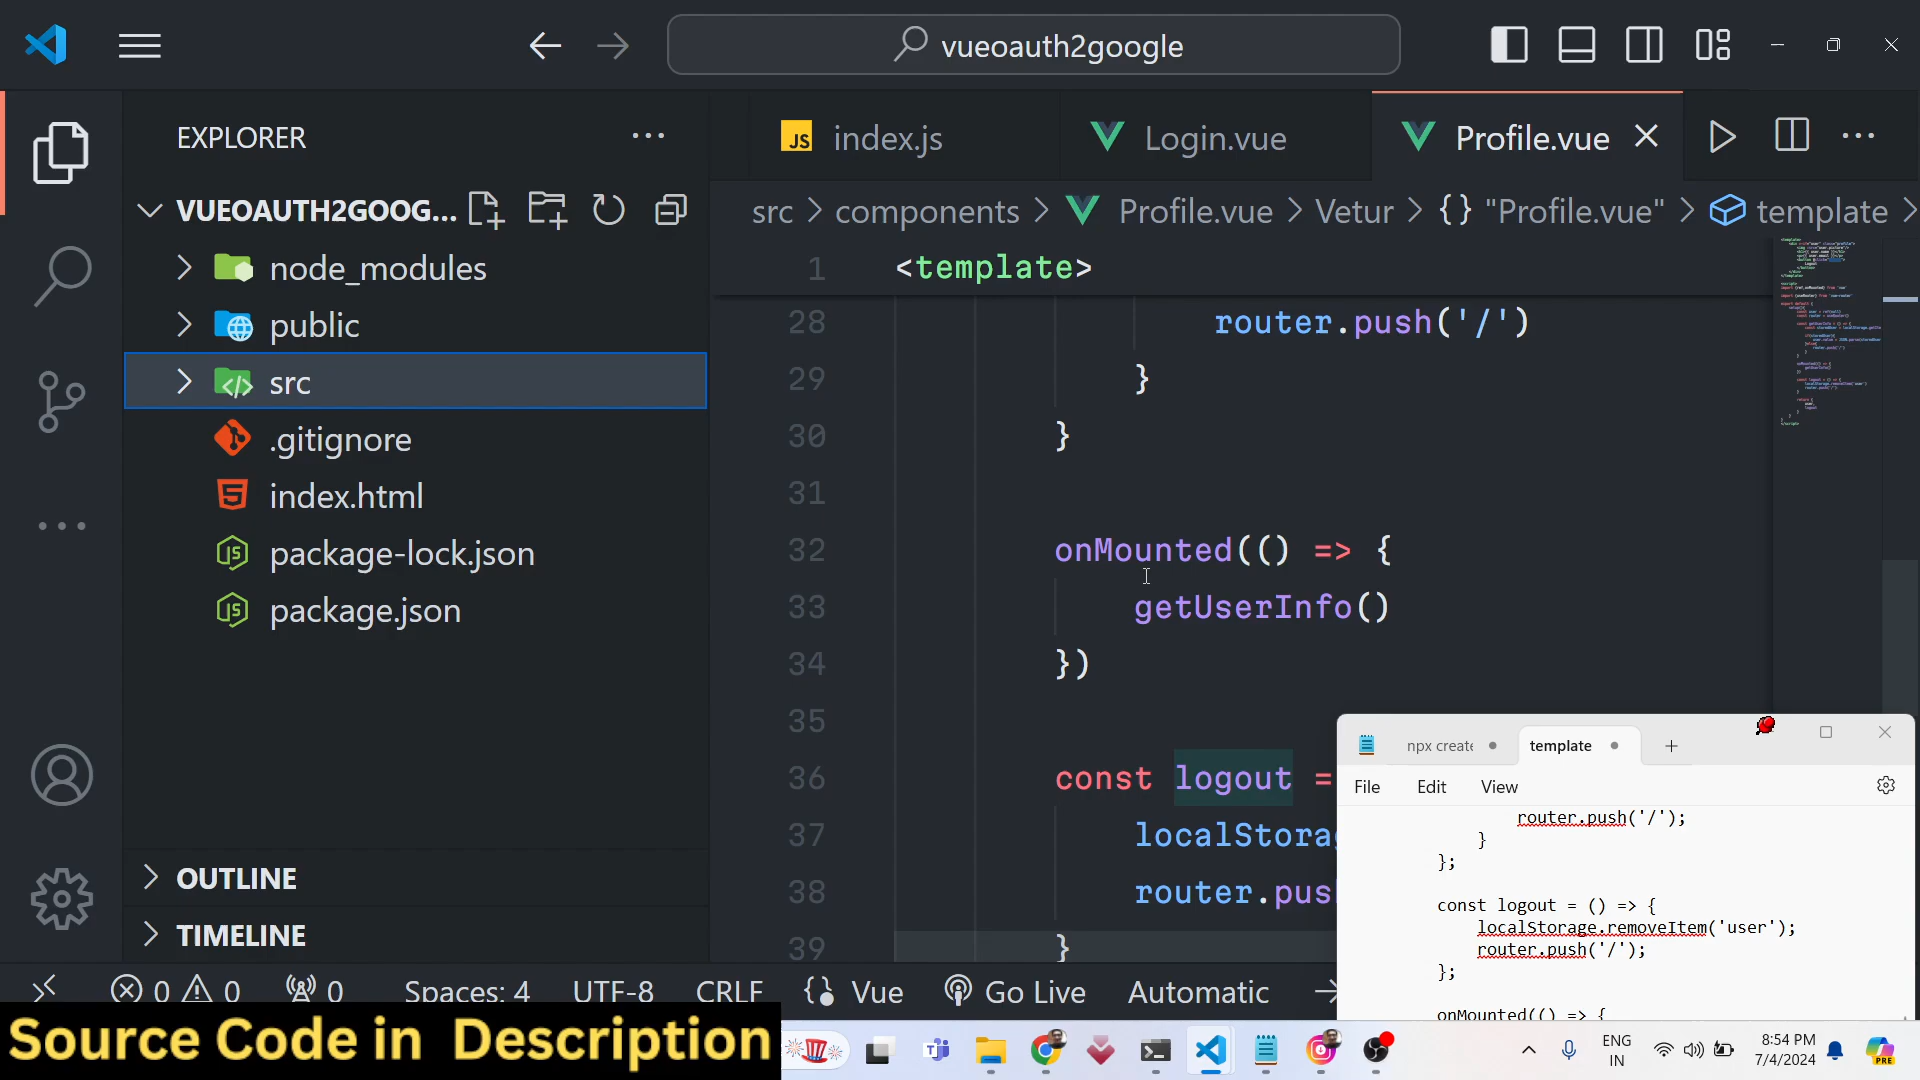 vueoauth2google
EXPLORER
JS index.js
Login.vue
Profile.vue
VUEOAUTH2GOOG...
src > components > Profile.vue > Vetur > {} "Profile.vue" > template >
node_modules
public
src
.gitignore
index.html
package-lock.json
package.json
OUTLINE
TIMELINE
1 <template>
28 router.push('/')
29 }
30 }
31
32 onMounted(() => {
33 getUserInfo()
34 })
35
36 const logout =
37 localStorag
38 router.pus
39 }
npx create
template
File Edit View
router.push('/');
}
};
const logout = () => {
localStorage.removeItem('user');
router.push('/');
};
onMounted(() => {
0 0 0 Spaces: 4 UTF-8 CRLF {} Vue Go Live Automatic
Source Code in Description
ENG
IN
8:54 PM
7/4/2024
PRE